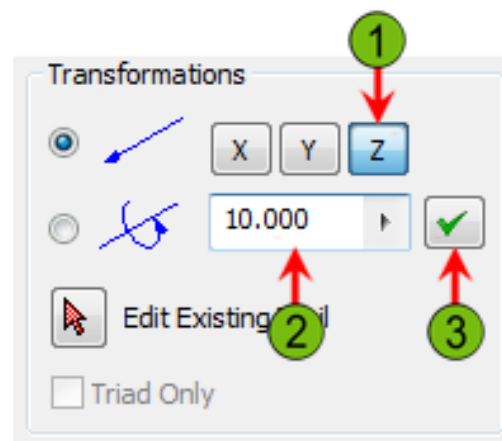 1
Transformations
X Y Z
10.000
Edit Existing
2
3
Triad Only